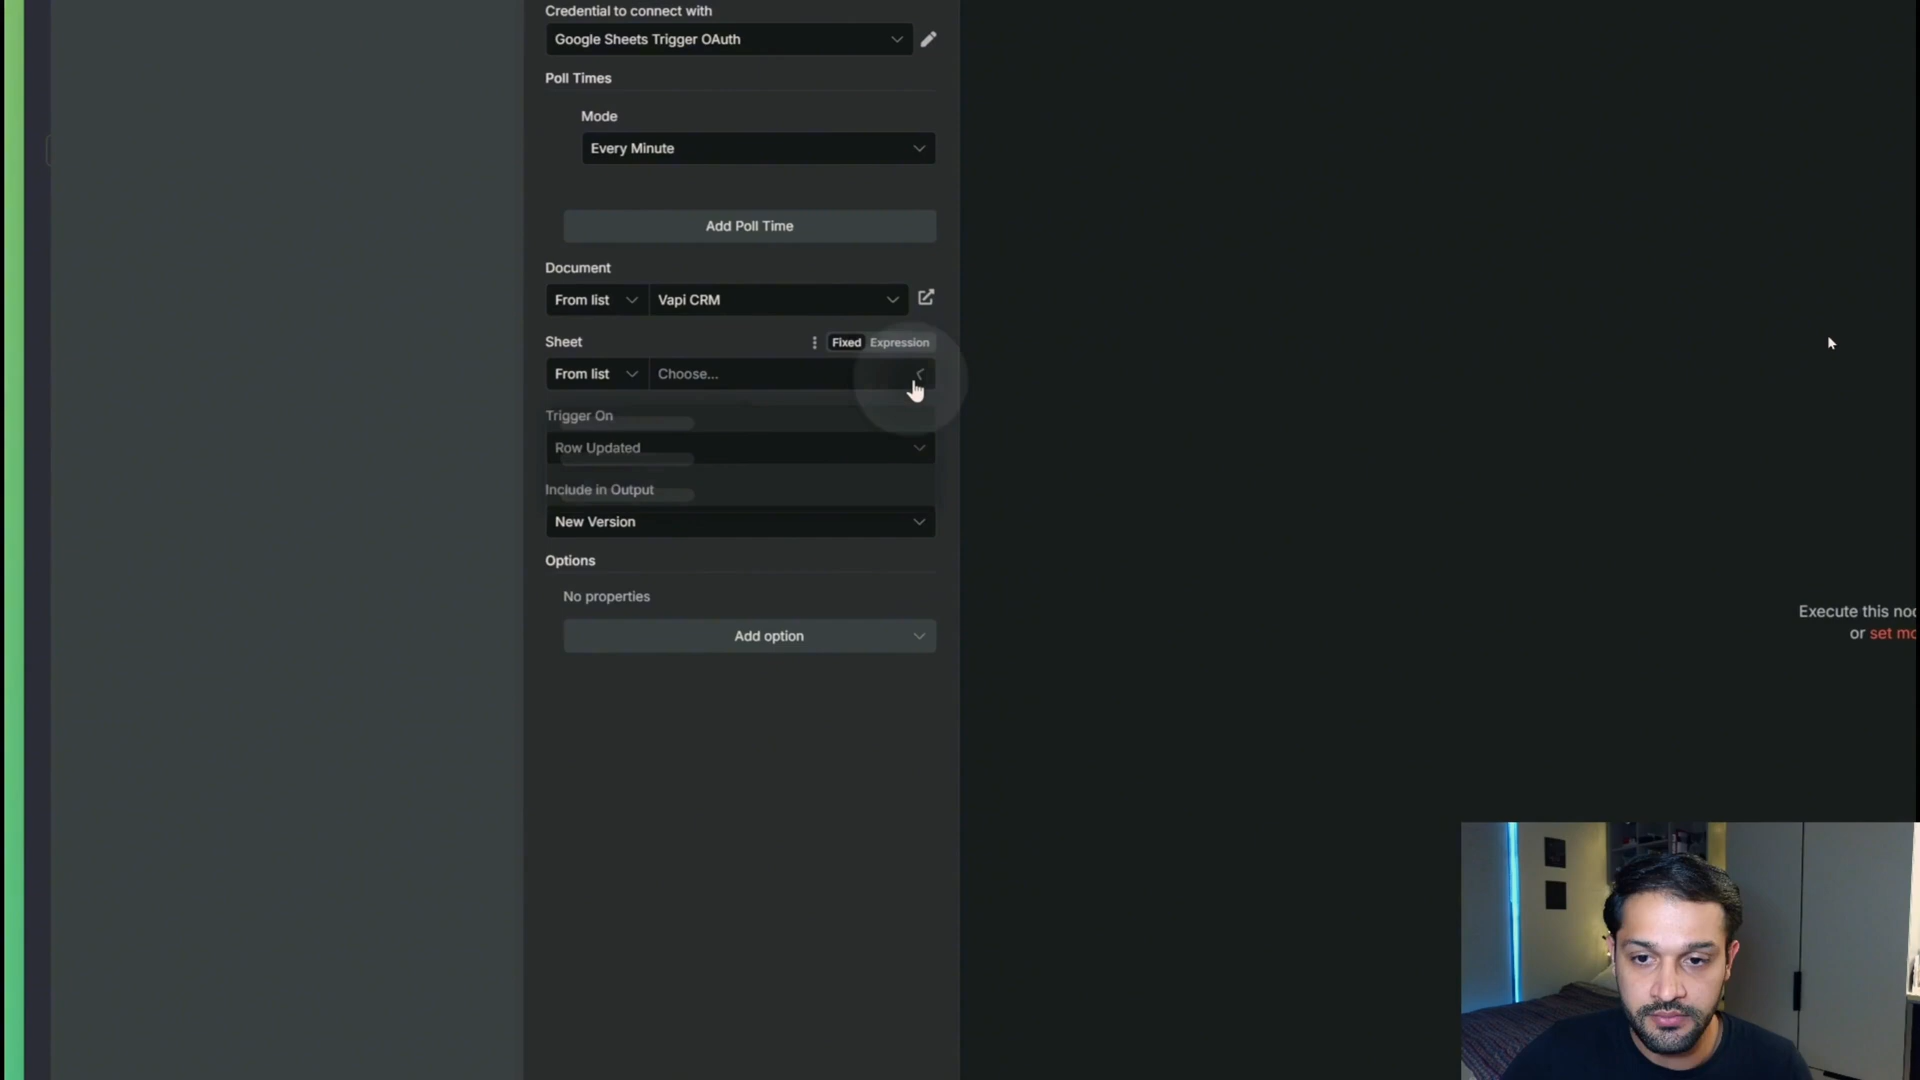 Credential to connect with
Google Sheets Trigger OAuth
Poll Times
Mode
Every Minute
Add Poll Time
Document
From list
Vapi CRM
Sheet
Fixed
Expression
From list
Choose...
Trigger On
Row Updated
Include in Output
New Version
Options
No properties
Add option
Execute this
or set